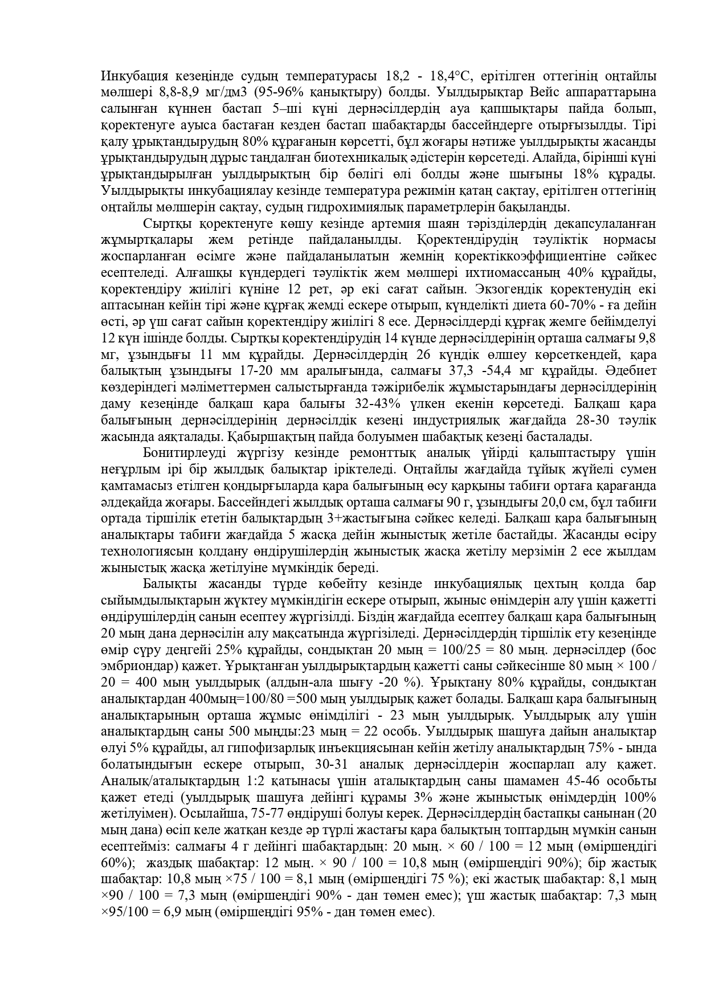 Инкубация кезеңінде судың температурасы 18,2 - 18,4°С, ерітілген оттегінің оңтайлы
мөлшері 8,8-8,9 мг/дм3 (95-96% қанықтыру) болды. Уылдырықтар Вейс аппараттарына
салынған күннен бастап 5–ші күні дернәсілдердің ауа қапшықтары пайда болып,
қоректенуге ауыса бастаған кезден бастап шабақтарды бассейндерге отырғызылды. Тірі
қалу ұрықтандырудың 80% құрағанын көрсетті, бұл жоғары нәтиже уылдырықты жасанды
ұрықтандырудың дұрыс таңдалған биотехникалық әдістерін көрсетеді. Алайда, бірінші күні
ұрықтандырылған уылдырықтың бір бөлігі өлі болды және шығыны 18% құрады.
Уылдырықты инкубациялау кезінде температура режимін қатаң сақтау, ерітілген оттегінің
оңтайлы мөлшерін сақтау, судың гидрохимиялық параметрлерін бақыланды.
Сыртқы қоректенуге көшу кезінде артемия шаян тәрізділердің декапсулаланған
жұмыртқалары жем ретінде пайдаланылды. Қоректендірудің тәуліктік нормасы
жоспарланған өсімге және пайдаланылатын жемнің қоректіккоэффициентіне сәйкес
есептеледі. Алғашқы күндердегі тәуліктік жем мөлшері ихтиомассаның 40% құрайды,
қоректендіру жиілігі күніне 12 рет, әр екі сағат сайын. Экзогендік қоректенудің екі
аптасынан кейін тірі және құрғақ жемді ескере отырып, күнделікті диета 60-70% - ға дейін
өсті, әр үш сағат сайын қоректендіру жиілігі 8 есе. Дернәсілдерді құрғақ жемге бейімделуі
12 күн ішінде болды. Сыртқы қоректендірудің 14 күнде дернәсілдерінің орташа салмағы 9,8
мг, ұзындығы 11 мм құрайды. Дернәсілдердің 26 күндік өлшеу көрсеткендей, қара
балықтың ұзындығы 17-20 мм аралығында, салмағы 37,3 -54,4 мг құрайды. Әдебиет
көздеріндегі мәліметтермен салыстырғанда тәжірибелік жұмыстарындағы дернәсілдерінің
даму кезеңінде балқаш қара балығы 32-43% үлкен екенін көрсетеді. Балқаш қара
балығының дернәсілдерінің дернәсілдік кезеңі индустриялық жағдайда 28-30 тәулік
жасында аяқталады. Қабыршақтың пайда болуымен шабақтық кезеңі басталады.
Бонитирлеуді жүргізу кезінде ремонттық аналық үйірді қалыптастыру үшін
неғұрлым ірі бір жылдық балықтар іріктеледі. Оңтайлы жағдайда тұйық жүйелі сумен
қамтамасыз етілген қондырғыларда қара балығының өсу қарқыны табиғи ортаға қарағанда
әлдеқайда жоғары. Бассейндегі жылдық орташа салмағы 90 г, ұзындығы 20,0 см, бұл табиғи
ортада тіршілік ететін балықтардың 3+жастығына сәйкес келеді. Балқаш қара балығының
аналықтары табиғи жағдайда 5 жасқа дейін жыныстық жетіле бастайды. Жасанды өсіру
технологиясын қолдану өндірушілердің жыныстық жасқа жетілу мерзімін 2 есе жылдам
жыныстық жасқа жетілуіне мүмкіндік береді.
Балықты жасанды түрде көбейту кезінде инкубациялық цехтың қолда бар
сыйымдылықтарын жүктеу мүмкіндігін ескере отырып, жыныс өнімдерін алу үшін қажетті
өндірушілердің санын есептеу жүргізілді. Біздің жағдайда есептеу балқаш қара балығының
20 мың дана дернәсілін алу мақсатында жүргізіледі. Дернәсілдердің тіршілік ету кезеңінде
өмір сүру деңгейі 25% құрайды, сондықтан 20 мың = 100/25 = 80 мың. дернәсілдер (бос
эмбриондар) қажет. Ұрықтанған уылдырықтардың қажетті саны сәйкесінше 80 мың × 100 /
20 = 400 мың уылдырық (алдын-ала шығу -20 %). Ұрықтану 80% құрайды, сондықтан
аналықтардан 400мың=100/80 =500 мың уылдырық қажет болады. Балқаш қара балығының
аналықтарының орташа жұмыс өнімділігі - 23 мың уылдырық. Уылдырық алу үшін
аналықтардың саны 500 мыңды:23 мың = 22 особь. Уылдырық шашуға дайын аналықтар
өлуі 5% құрайды, ал гипофизарлық инъекциясынан кейін жетілу аналықтардың 75% - ында
болатындығын ескере отырып, 30-31 аналық дернәсілдерін жоспарлап алу қажет.
Аналық/аталықтардың 1:2 қатынасы үшін аталықтардың саны шамамен 45-46 особьты
қажет етеді (уылдырық шашуға дейінгі құрамы 3% және жыныстық өнімдердің 100%
жетілуімен). Осылайша, 75-77 өндіруші болуы керек. Дернәсілдердің бастапқы санынан (20
мың дана) өсіп келе жатқан кезде әр түрлі жастағы қара балықтың топтардың мүмкін санын
есептейміз: салмағы 4 г дейінгі шабақтардың: 20 мың. × 60 / 100 = 12 мың (өміршеңдігі
60%); жаздық шабақтар: 12 мың. × 90 / 100 = 10,8 мың (өміршеңдігі 90%); бір жастық
шабақтар: 10,8 мың ×75 / 100 = 8,1 мың (өміршеңдігі 75 %); екі жастық шабақтар: 8,1 мың
×90 / 100 = 7,3 мың (өміршеңдігі 90% - дан төмен емес); үш жастық шабақтар: 7,3 мың
×95/100 = 6,9 мың (өміршеңдігі 95% - дан төмен емес).